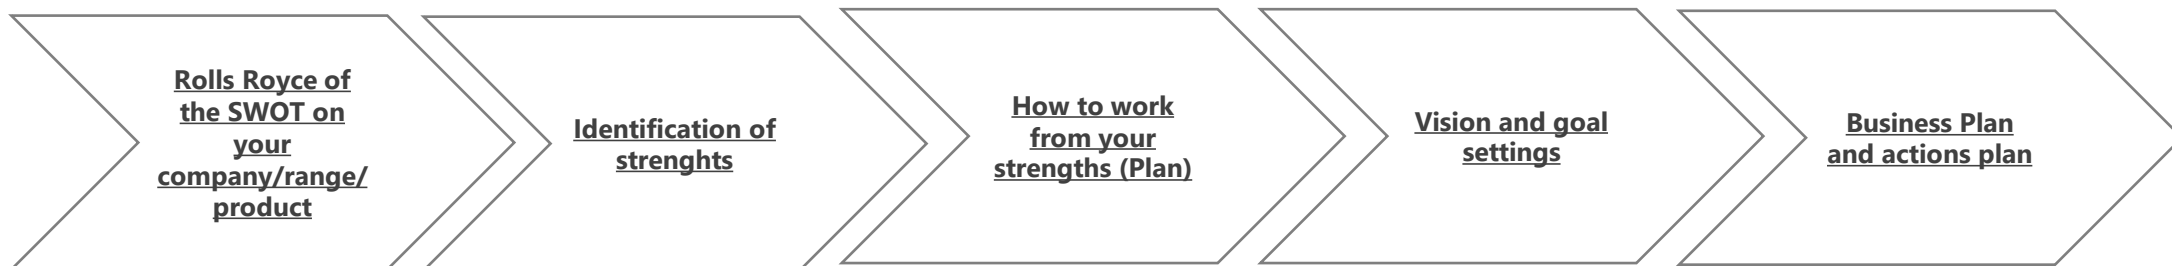 Rolls Royce of
the SWOT on
your
company/range/
product
Identification of
strenghts
How to work
from your
strengths (Plan)
Vision and goal
settings
Business Plan
and actions plan